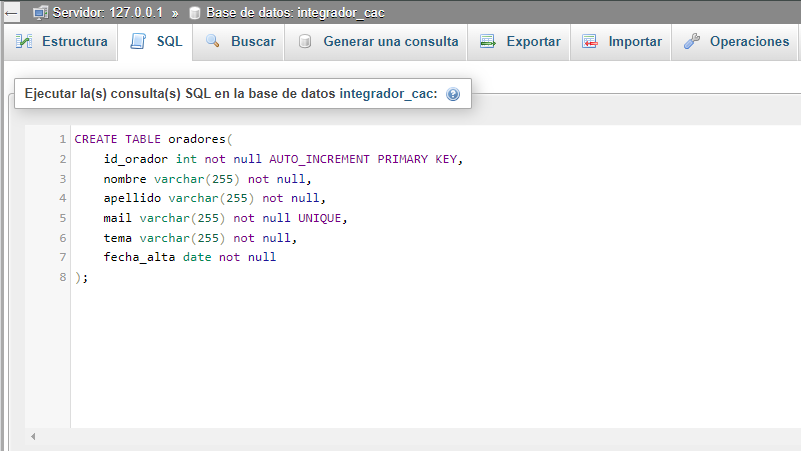 Servidor: 127.0.0.1 » Base de datos: integrador_cac
Estructura SQL Buscar Generar una consulta Exportar Importar Operaciones
Ejecutar la(s) consulta(s) SQL en la base de datos integrador_cac:
1 CREATE TABLE oradores(
2 id_orador int not null AUTO_INCREMENT PRIMARY KEY,
3 nombre varchar(255) not null,
4 apellido varchar(255) not null,
5 mail varchar(255) not null UNIQUE,
6 tema varchar(255) not null,
7 fecha_alta date not null
8 );